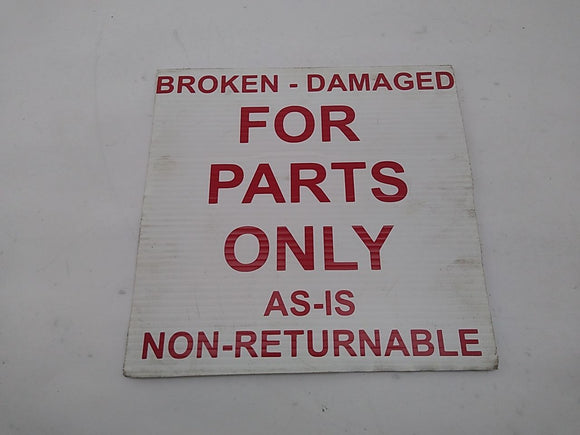 BROKEN - DAMAGED
FOR
PARTS
ONLY
AS-IS
NON-RETURNABLE